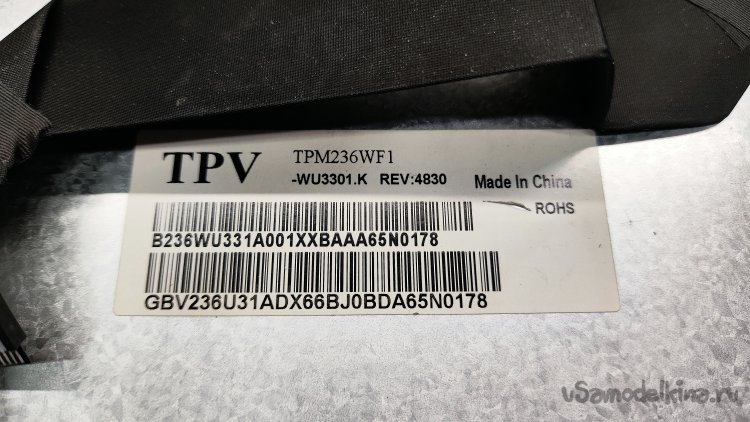 TPV TPM236WF1
-WU3301.K REV:4830 Made In China
ROHS
B236WU331A001XXBAAA65N0178
GBV236U31ADX66BJ0BDA65N0178
vSamodelkina.ru